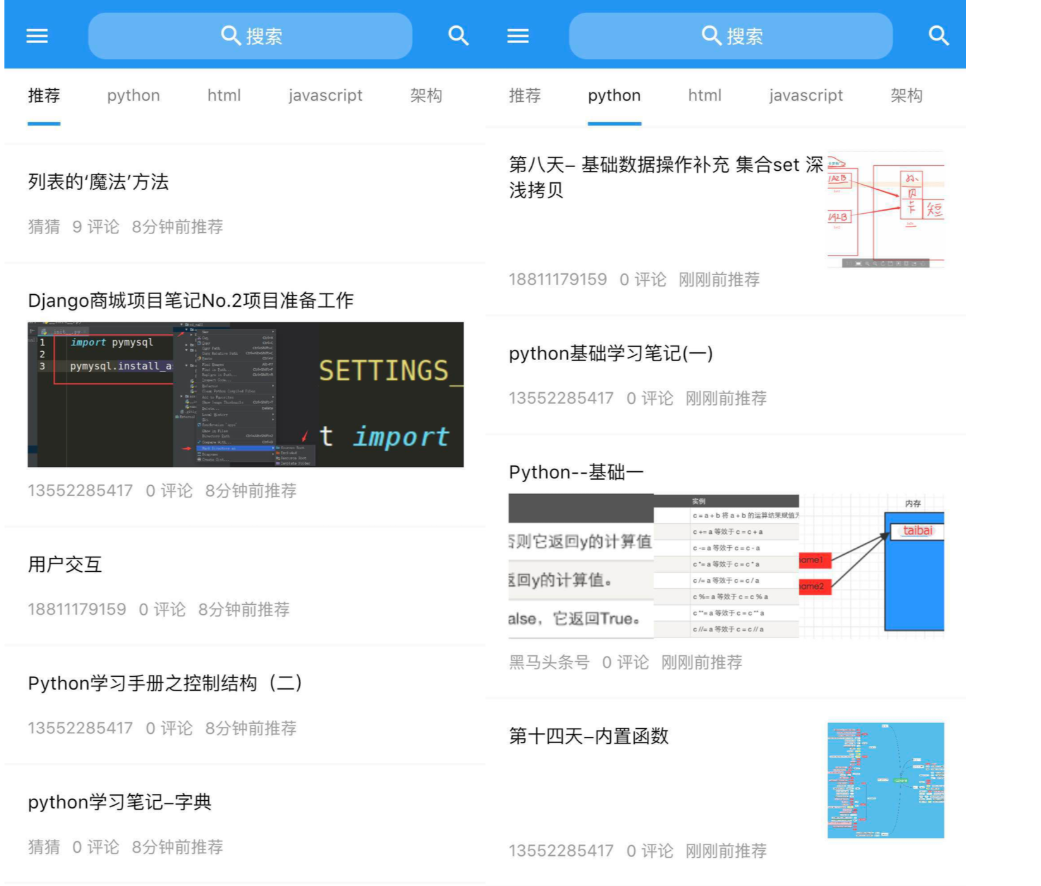 搜索
推荐 python html javascript 架构
列表的‘魔法’方法
猜猜 9 评论 8分钟前推荐
Django商城项目笔记No.2项目准备工作
1 import pymysql
2
3 pymysql.install_a
SETTINGS_
t import
13552285417 0 评论 8分钟前推荐
用户交互
18811179159 0 评论 8分钟前推荐
Python学习手册之控制结构（二）
13552285417 0 评论 8分钟前推荐
python学习笔记–字典
猜猜 0 评论 8分钟前推荐
搜索
推荐 python html javascript 架构
第八天– 基础数据操作补充 集合set 深
浅拷贝
18811179159 0 评论 刚刚前推荐
python基础学习笔记(一)
13552285417 0 评论 刚刚前推荐
Python--基础一
否则它返回y的计算值
返回y的计算值。
alse，它返回True。
实例
c = a + b 将 a + b 的运算结果赋值为
c += a 等效于 c = c + a
c -= a 等效于 c = c - a
c *= a 等效于 c = c * a
c /= a 等效于 c = c / a
c %= a 等效于 c = c % a
c **= a 等效于 c = c ** a
c //= a 等效于 c = c // a
内存
taibai
name1
name2
黑马头条号 0 评论 刚刚前推荐
第十四天–内置函数
13552285417 0 评论 刚刚前推荐